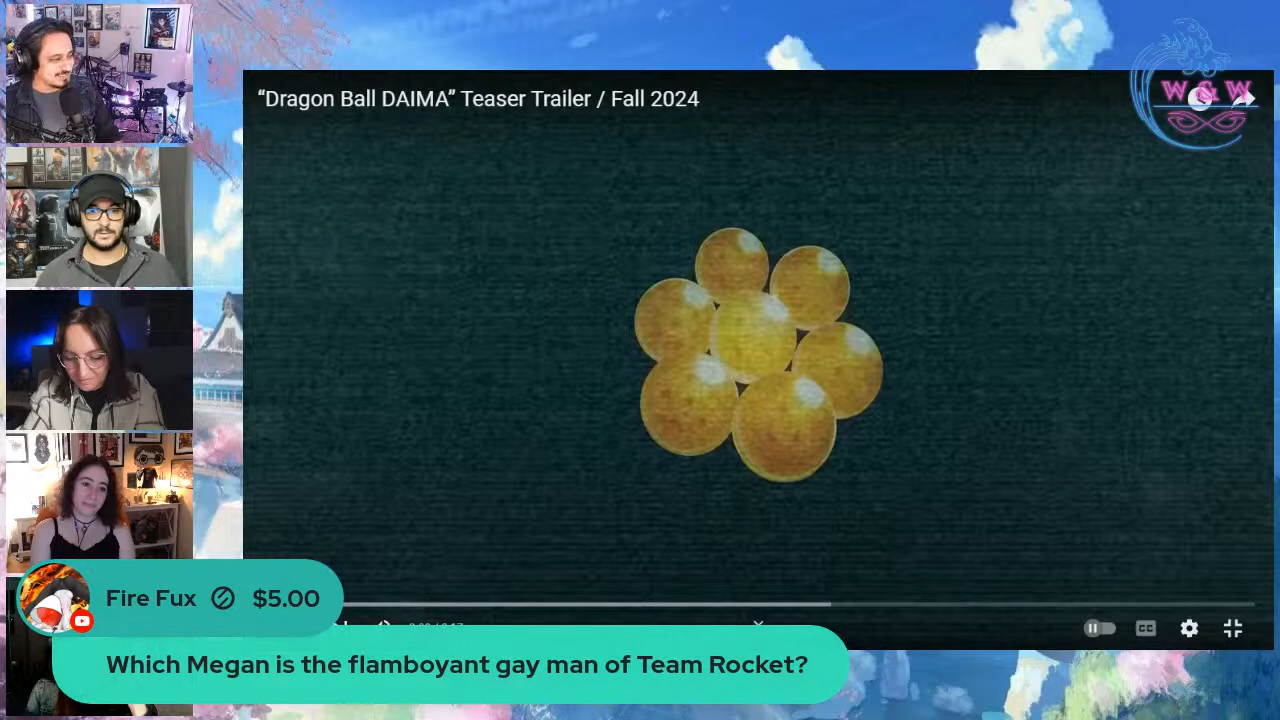 “Dragon Ball DAIMA” Teaser Trailer / Fall 2024
W&W
Fire Fux $5.00
CC
Which Megan is the flamboyant gay man of Team Rocket?